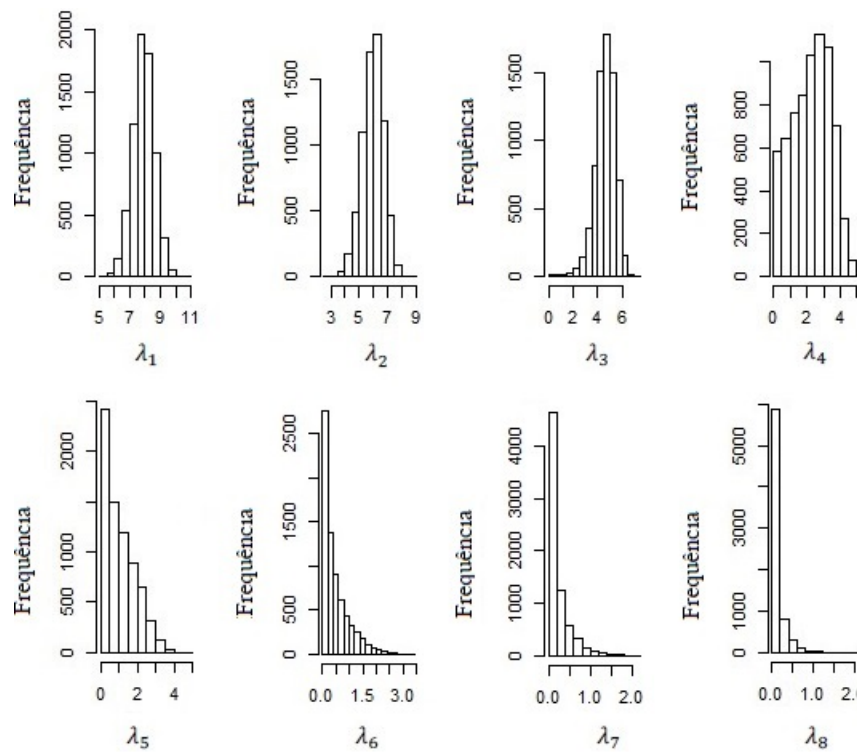 Frequência
0 500 1000 1500 2000
5 7 9 11
λ₁
Frequência
0 500 1000 1500
3 5 7 9
λ₂
Frequência
0 500 1000 1500
0 2 4 6
λ₃
Frequência
0 200 400 600 800
0 2 4
λ₄
Frequência
0 500 1000 2000
0 2 4
λ₅
Frequência
0 500 1500 2500
0.0 1.5 3.0
λ₆
Frequência
0 1000 2000 3000 4000
0.0 1.0 2.0
λ₇
Frequência
0 1000 3000 5000
0.0 1.0 2.0
λ₈